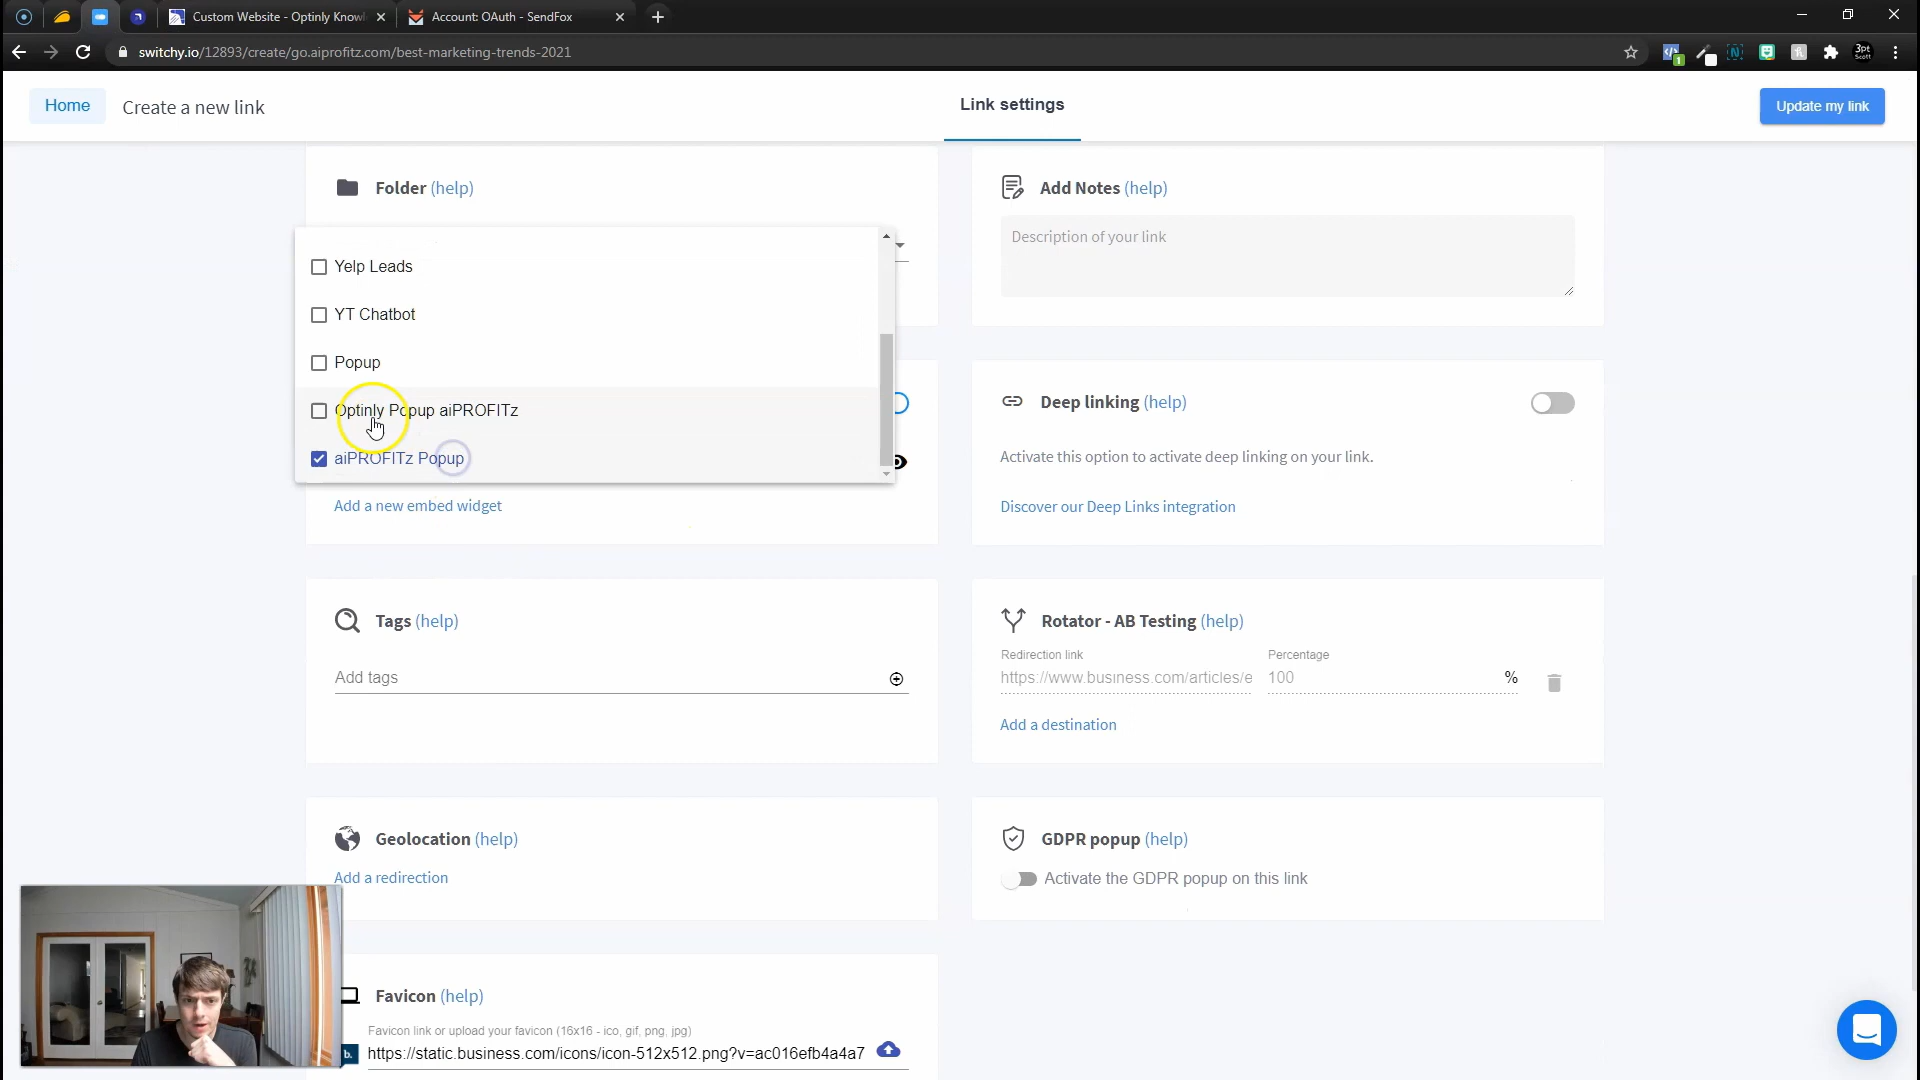 Custom Website - Optinly Knowl
Account: OAuth - SendFox
switchy.io/12893/create/go.aiprofitz.com/best-marketing-trends-2021
1
3pt
Scott
Home
Create a new link
Link settings
Update my link
Folder (help)
Add Notes (help)
Description of your link
Yelp Leads
YT Chatbot
Popup
Optinly Popup aiPROFITz
aiPROFITz Popup
Add a new embed widget
Deep linking (help)
Activate this option to activate deep linking on your link.
Discover our Deep Links integration
Tags (help)
Add tags
Rotator - AB Testing (help)
Redirection link
Percentage
https://www.business.com/articles/e
100
%
Add a destination
Geolocation (help)
Add a redirection
GDPR popup (help)
Activate the GDPR popup on this link
Favicon (help)
Favicon link or upload your favicon (16x16 - ico, gif, png, jpg)
b.
https://static.business.com/icons/icon-512x512.png?v=ac016efb4a4a7